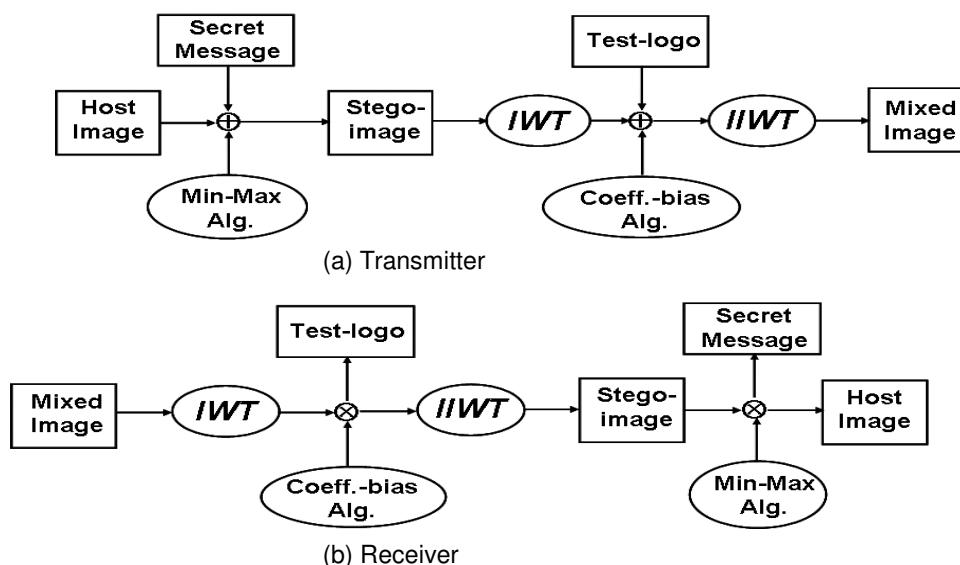 Secret
Message
Test-logo
Host
Image
Stego-
image
IWT
IIWT
Mixed
Image
Min-Max
Alg.
Coeff.-bias
Alg.
(a) Transmitter
Test-logo
Secret
Message
Mixed
Image
IWT
IIWT
Stego-
image
Host
Image
Coeff.-bias
Alg.
Min-Max
Alg.
(b) Receiver